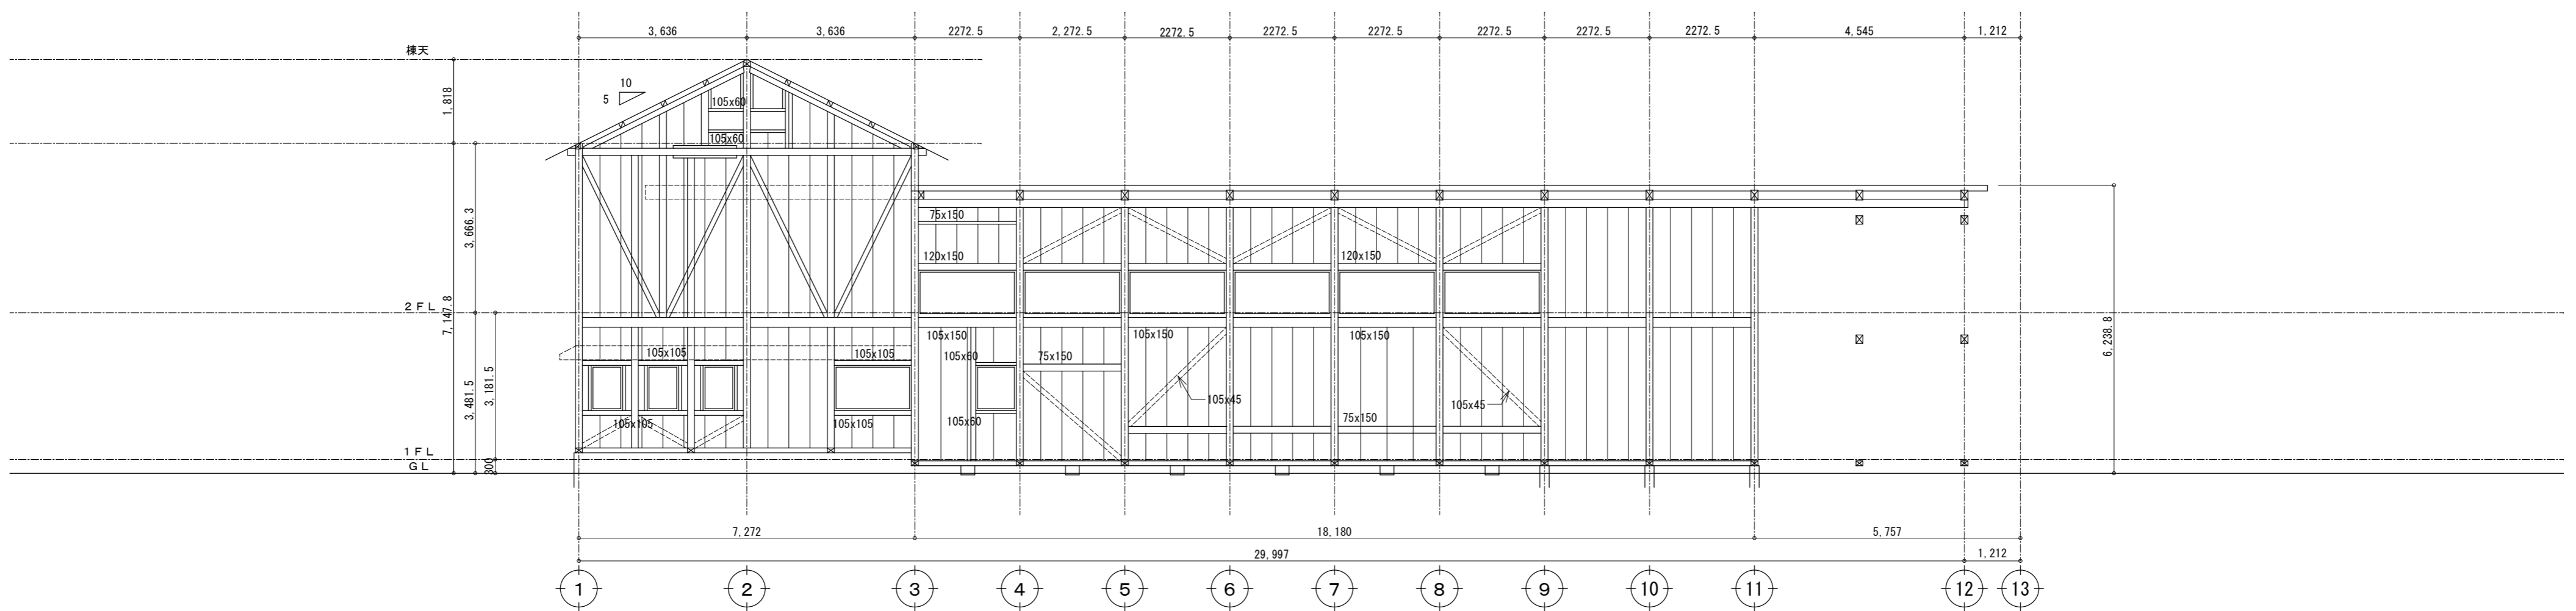 3,636 3,636 2272.5 2,272.5 2272.5 2272.5 2272.5 2272.5 2272.5 2272.5 4,545 1,212
棟天
10
5
105x60
1,818
105x60
75x150
3,666.3
120x150 120x150
7,147.8
2FL
105x150 105x150 105x150
105x105 105x105 105x60 75x150
6,238.8
3,481.5
3,181.5
105x45 105x45
105x105 105x105 105x60 75x150
1FL
GL
300
7,272 18,180 5,757
29,997 1,212
1 2 3 4 5 6 7 8 9 10 11 12 13